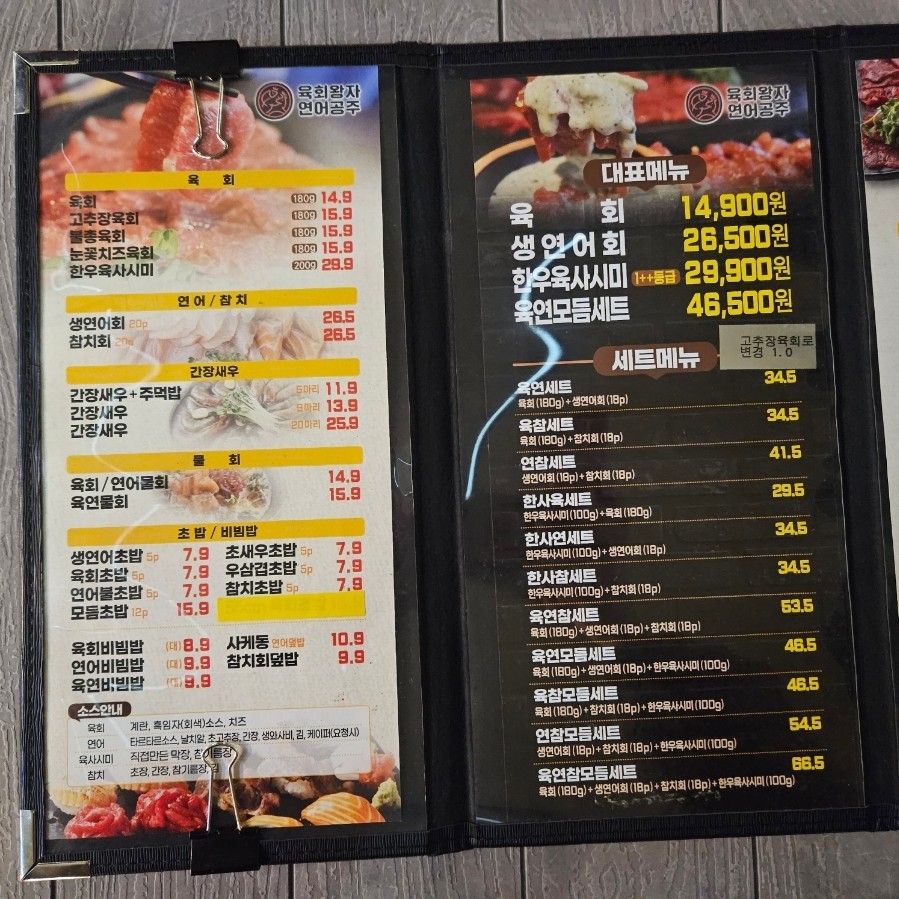 육회왕자
연어공주
육 회
육회 180g 14.9
고추장육회 180g 15.9
불총육회 180g 15.9
눈꽃치즈육회 180g 15.9
한우육사시미 200g 29.9
연어/참치
생연어회 20p 26.5
참치회 20p 26.5
간장새우
간장새우+주먹밥 5마리 11.9
간장새우 9마리 13.9
간장새우 20마리 25.9
물 회
육회/연어물회 14.9
육연물회 15.9
초밥/비빔밥
생연어초밥 5p 7.9 초새우초밥 5p 7.9
육회초밥 5p 7.9 우삼겹초밥 5p 7.9
연어불초밥 5p 7.9 참치초밥 5p 7.9
모듬초밥 12p 15.9
육회비빔밥 (대) 8.9 사케동 연어덮밥 10.9
연어비빔밥 (대) 9.9 참치회덮밥 9.9
육연비빔밥 (대) 9.9
소스안내
육회 계란, 흑임자(회색)소스, 치즈
연어 타르타르소스, 날치알, 초고추장, 간장, 생와사비, 김, 케이퍼(요청시)
육사시미 직접만든 막장, 참기름장
참치 초장, 간장, 참기름장, 김
육회왕자
연어공주
대표메뉴
육 회 14,900원
생연어회 26,500원
한우육사시미 1++등급 29,900원
육연모듬세트 46,500원
고추장육회로
변경 1.0
세트메뉴
육연세트 34.5
육회(180g)+생연어회(18p)
육참세트 34.5
육회(180g)+참치회(18p)
연참세트 41.5
생연어회(18p)+참치회(18p)
한사육세트 29.5
한우육사시미(100g)+육회(180g)
한사연세트 34.5
한우육사시미(100g)+생연어회(18p)
한사참세트 34.5
한우육사시미(100g)+참치회(18p)
육연참세트 53.5
육회(180g)+생연어회(18p)+참치회(18p)
육연모듬세트 46.5
육회(180g)+생연어회(18p)+한우육사시미(100g)
육참모듬세트 46.5
육회(180g)+참치회(18p)+한우육사시미(100g)
연참모듬세트 54.5
생연어회(18p)+참치회(18p)+한우육사시미(100g)
육연참모듬세트 66.5
육회(180g)+생연어회(18p)+참치회(18p)+한우육사시미(100g)